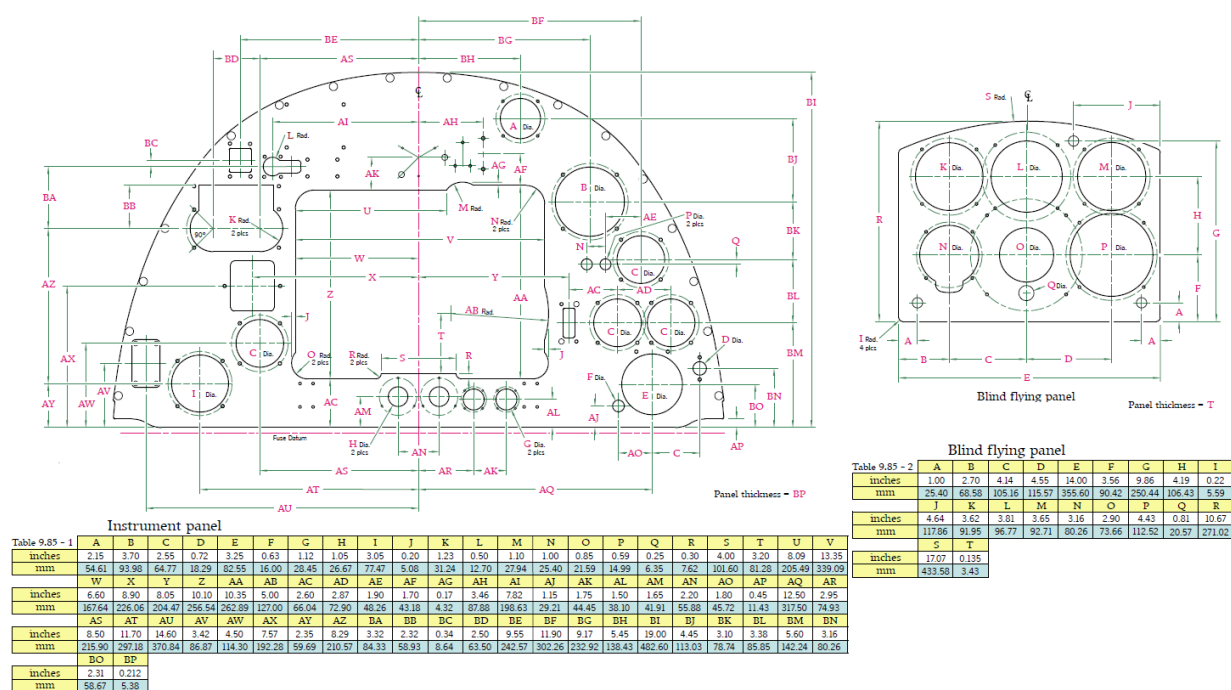 BF
BE
BG
BD
AS
BH
BI
℄
AI
AH
A Dia.
L Rad.
BC
AK
AG
AF
BJ
BA
BB
B Dia.
U
M Rad.
N Rad.
AE
P Dia.
2 plcs
K Rad.
2 plcs
90°
V
N
Q
BK
W
C Dia.
X
Y
AC
AD
AZ
Z
AA
AB Rad.
BL
AX
J
C Dia.
C Dia.
C Dia.
T
J
D Dia.
O Rad.
2 plcs
R Rad.
2 plcs
S
R
BM
AV
AW
AY
I Dia.
AC
AM
F Dia.
E Dia.
BN
BO
AL
AJ
AP
Fuse Datum
H Dia.
2 plcs
AN
G Dia.
2 plcs
AO
C
AS
AR
AK
AT
AQ
AU
Panel thickness = BP
S Rad.
℄
J
K Dia.
L Dia.
M Dia.
R
H
G
N Dia.
O Dia.
P Dia.
Q Dia.
F
A
I Rad.
4 plcs
A
A
B
C
D
E
Blind flying panel
Panel thickness = T
Instrument panel
Table 9.85 - 1 A B C D E F G H I J K L M N O P Q R S T U V
inches 2.15 3.70 2.55 0.72 3.25 0.63 1.12 1.05 3.05 0.20 1.23 0.50 1.10 1.00 0.85 0.59 0.25 0.30 4.00 3.20 8.09 13.35
mm 54.61 93.98 64.77 18.29 82.55 16.00 28.45 26.67 77.47 5.08 31.24 12.70 27.94 25.40 21.59 14.99 6.35 7.62 101.60 81.28 205.49 339.09
W X Y Z AA AB AC AD AE AF AG AH AI AJ AK AL AM AN AO AP AQ AR
6.60 8.90 8.05 10.10 10.35 5.00 2.60 2.87 1.90 1.70 0.17 3.46 7.82 1.15 1.75 1.50 1.65 2.20 1.80 0.45 12.50 2.95
167.64 226.06 204.47 256.54 262.89 127.00 66.04 72.90 48.26 43.18 4.32 87.88 198.63 29.21 44.45 38.10 41.91 55.88 45.72 11.43 317.50 74.93
AS AT AU AV AW AX AY AZ BA BB BC BD BE BF BG BH BI BJ BK BL BM BN
inches 8.50 11.70 14.60 3.42 4.50 7.57 2.35 8.29 3.32 2.32 0.34 2.50 9.55 11.90 9.17 5.45 19.00 4.45 3.10 3.38 5.60 3.16
mm 215.90 297.18 370.84 86.87 114.30 192.28 59.69 210.57 84.33 58.93 8.64 63.50 242.57 302.26 232.92 138.43 482.60 113.03 78.74 85.85 142.24 80.26
BO BP
inches 2.31 0.212
mm 58.67 5.38
Blind flying panel
Table 9.85 - 2 A B C D E F G H I
inches 1.00 2.70 4.14 4.55 14.00 3.56 9.86 4.19 0.22
mm 25.40 68.58 105.16 115.57 355.60 90.42 250.44 106.43 5.59
J K L M N O P Q R
4.64 3.62 3.81 3.65 3.16 2.90 4.43 0.81 10.67
117.86 91.95 96.77 92.71 80.26 73.66 112.52 20.57 271.02
S T
17.07 0.135
433.58 3.43